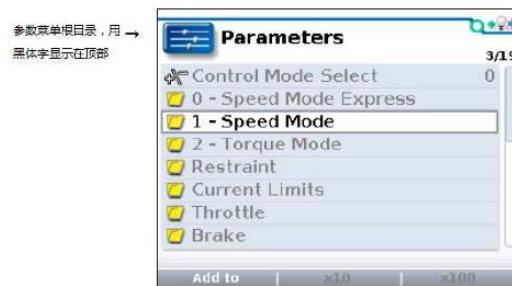 参数菜单根目录，用 →
黑体字显示在顶部
Parameters
3/19
Control Mode Select 0
0 - Speed Mode Express
1 - Speed Mode
2 - Torque Mode
Restraint
Current Limits
Throttle
Brake
Add to | x10 | x100